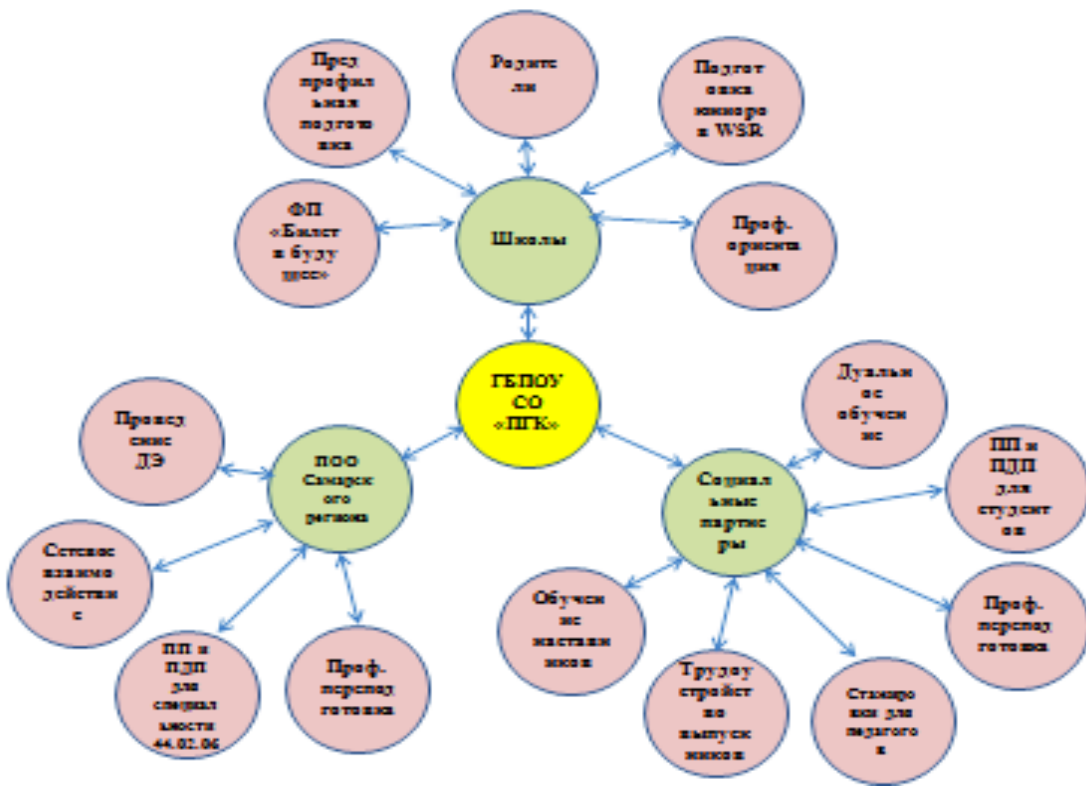 Пред
профил
ьная
подгото
вка
Родите
ли
Подгот
овка
юниоро
в WSR
ФП
«Билет
в буду
щее»
Школы
Проф.
ориента
ция
ГБПОУ
СО
«ПГК»
Дуальн
ое
обучен
ие
Провед
ение
ДЭ
ПОО
Самарск
ого
региона
Социал
ьные
партне
ры
ПП и
ПДП
для
студент
ов
Сетевое
взаимо
действи
е
Обучен
ие
наставн
иков
Проф.
перепод
готовка
ПП и
ПДП
для
специал
ьности
44.02.06
Проф.
перепод
готовка
Трудоу
стройст
во
выпуск
ников
Стажиро
вки для
педагого
в